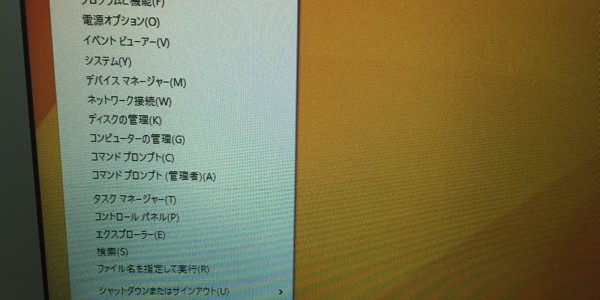 プログラムと機能(F)
電源オプション(O)
イベント ビューアー(V)
システム(Y)
デバイス マネージャー(M)
ネットワーク接続(W)
ディスクの管理(K)
コンピューターの管理(G)
コマンド プロンプト(C)
コマンド プロンプト (管理者)(A)
タスク マネージャー(T)
コントロール パネル(P)
エクスプローラー(E)
検索(S)
ファイル名を指定して実行(R)
シャットダウンまたはサインアウト(U)